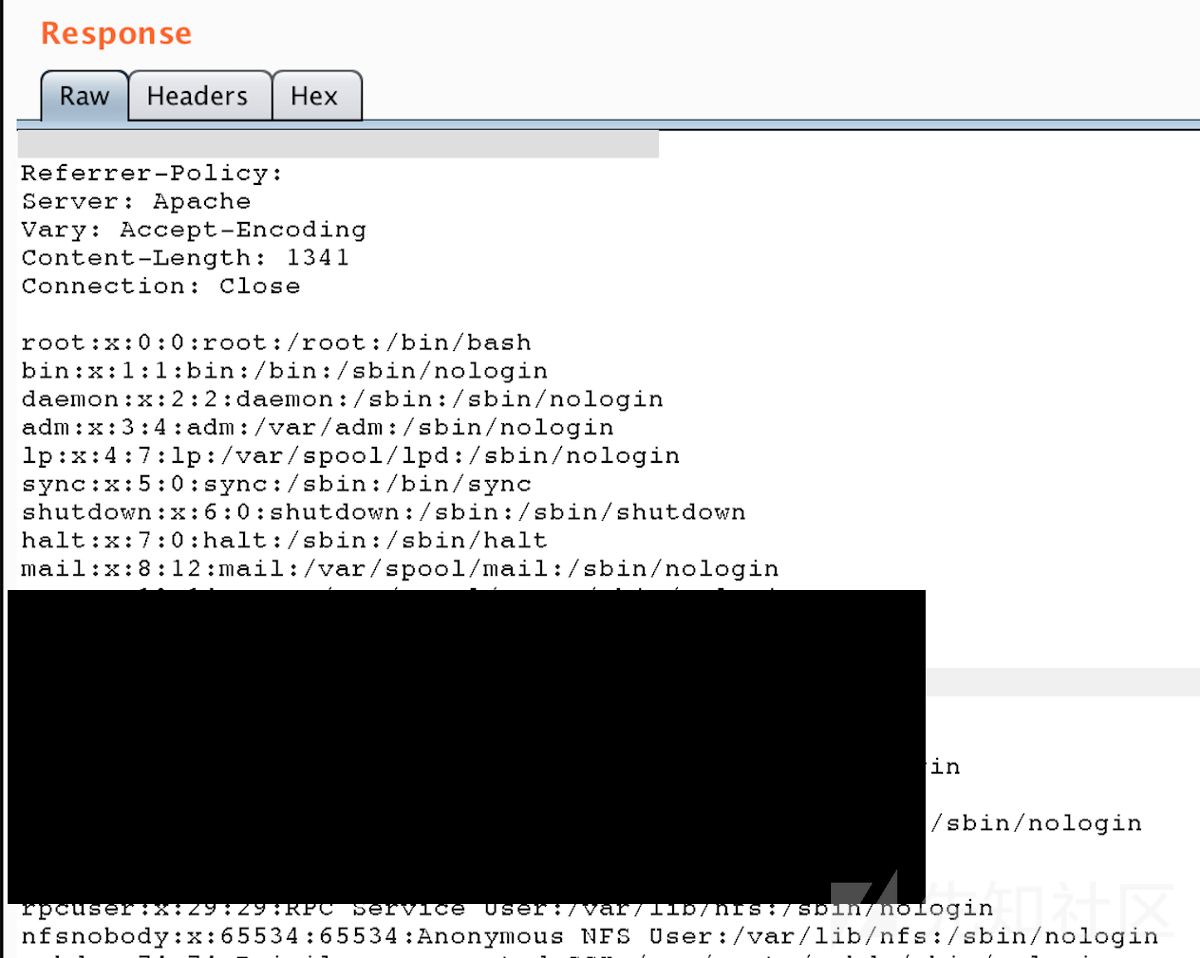 Response
Raw Headers Hex
Referrer-Policy:
Server: Apache
Vary: Accept-Encoding
Content-Length: 1341
Connection: Close
root:x:0:0:root:/root:/bin/bash
bin:x:1:1:bin:/bin:/sbin/nologin
daemon:x:2:2:daemon:/sbin:/sbin/nologin
adm:x:3:4:adm:/var/adm:/sbin/nologin
lp:x:4:7:lp:/var/spool/lpd:/sbin/nologin
sync:x:5:0:sync:/sbin:/bin/sync
shutdown:x:6:0:shutdown:/sbin:/sbin/shutdown
halt:x:7:0:halt:/sbin:/sbin/halt
mail:x:8:12:mail:/var/spool/mail:/sbin/nologin
in
/sbin/nologin
rpcuser:x:29:29:RPC Service User:/var/lib/nfs:/sbin/nologin
nfsnobody:x:65534:65534:Anonymous NFS User:/var/lib/nfs:/sbin/nologin
先知社区